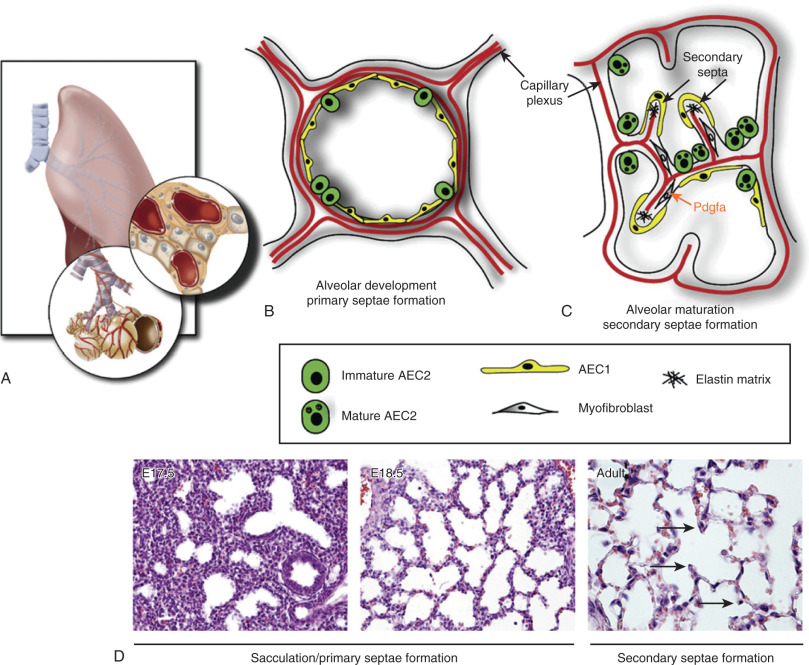 A
B
C
Capillary
plexus
Secondary
septa
Pdgfa
Alveolar development
primary septae formation
Alveolar maturation
secondary septae formation
Immature AEC2
Mature AEC2
AEC1
Myofibroblast
Elastin matrix
E17.5
E18.5
Adult
D
Sacculation/primary septae formation
Secondary septae formation